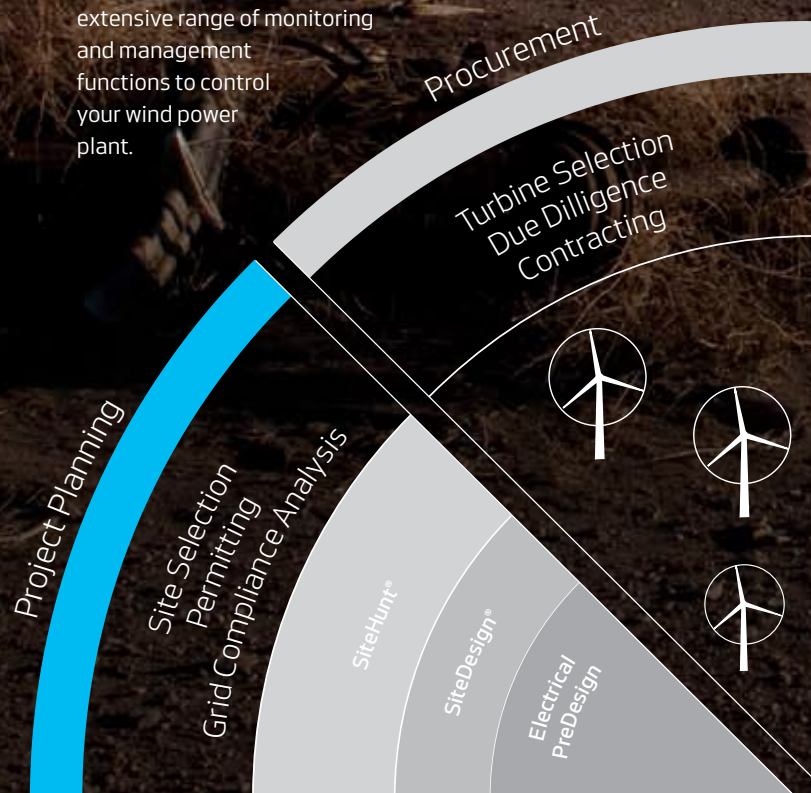 extensive range of monitoring
and management
functions to control
your wind power
plant.
Procurement
Turbine Selection
Due Dilligence
Contracting
Project Planning
Site Selection
Permitting
Grid Compliance Analysis
SiteHunt®
SiteDesign®
Electrical
PreDesign